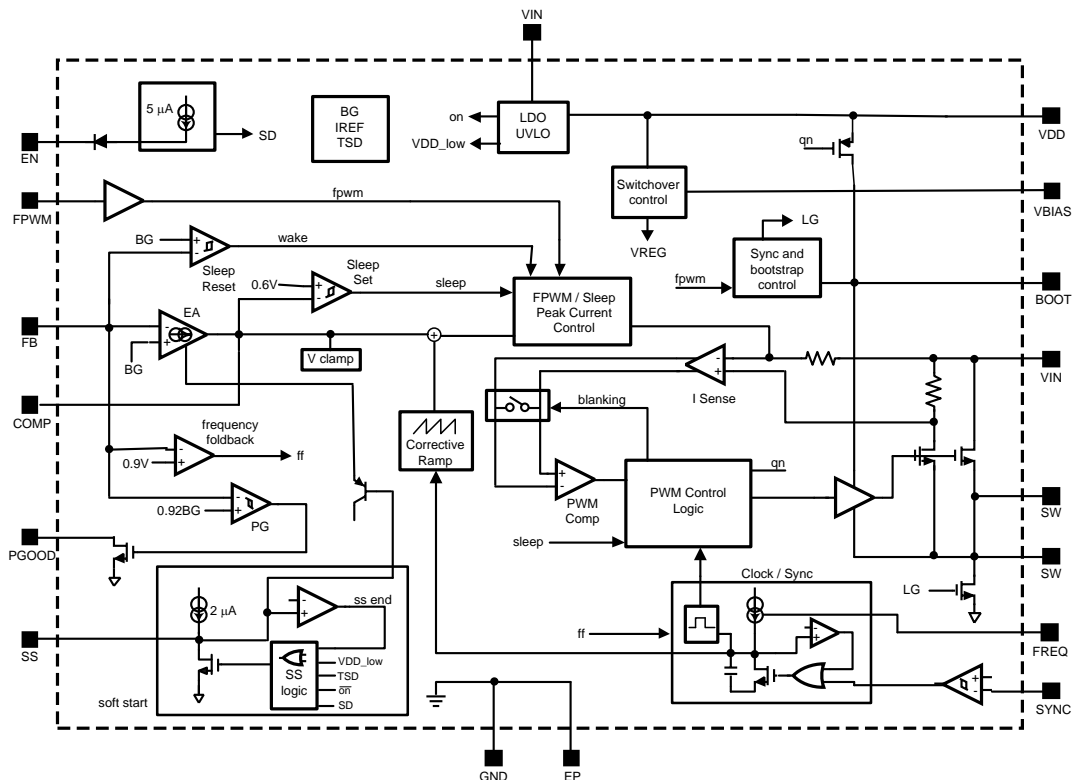 VIN
5 µA
SD
EN
BG
IREF
TSD
on
VDD_low
LDO
UVLO
VDD
qn
FPWM
fpwm
Switchover
control
VBIAS
VREG
LG
BG
+
-
wake
Sleep
Reset
0.6V
+
-
Sleep
Set
sleep
FPWM / Sleep
Peak Current
Control
fpwm
Sync and
bootstrap
control
BOOT
FB
-
+
EA
BG
V clamp
+
-
+
I Sense
VIN
COMP
blanking
frequency
foldback
-
+
0.9V
ff
Corrective
Ramp
+
-
PWM
Comp
PWM Control
Logic
qn
SW
-
+
0.92BG
PG
PGOOD
sleep
SW
Clock / Sync
LG
2 µA
-
+
ss end
SS
SS
logic
VDD_low
TSD
on
SD
soft start
ff
-
+
FREQ
+
-
SYNC
GND
EP